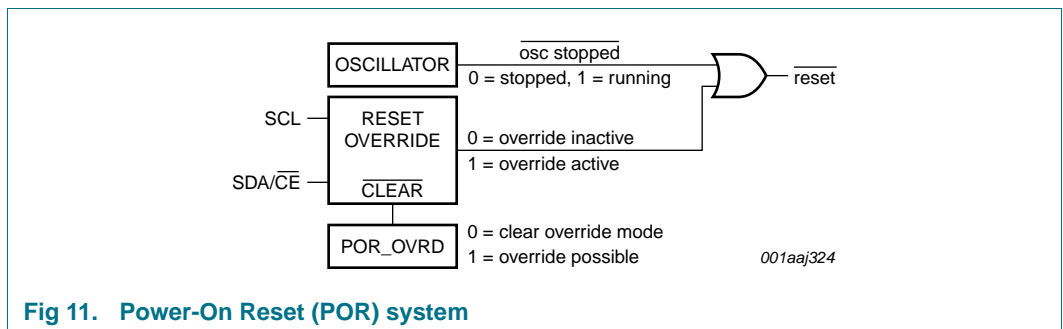 OSCILLATOR
osc stopped
0 = stopped, 1 = running
reset
SCL
RESET
OVERRIDE
0 = override inactive
1 = override active
SDA/CE
CLEAR
POR_OVRD
0 = clear override mode
1 = override possible
001aaj324
Fig 11. Power-On Reset (POR) system